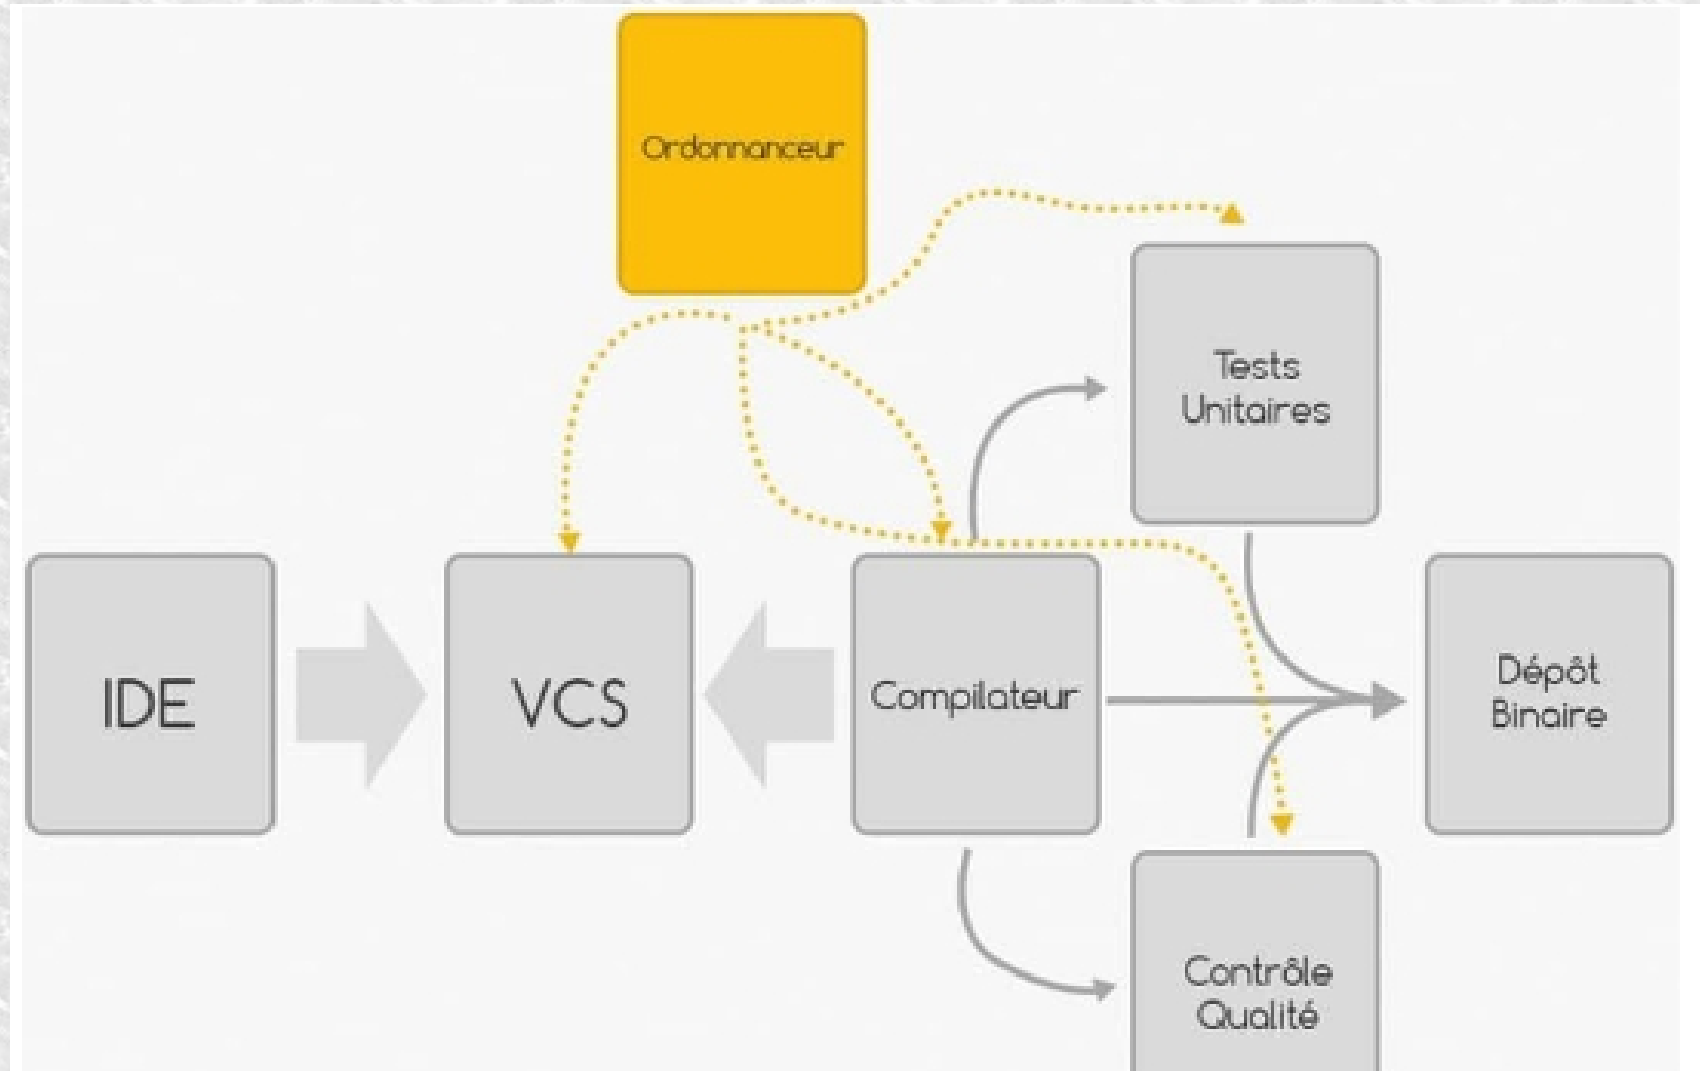 Ordonnanceur
Tests
Unitaires
IDE
VCS
Compilateur
Dépôt
Binaire
Contrôle
Qualité